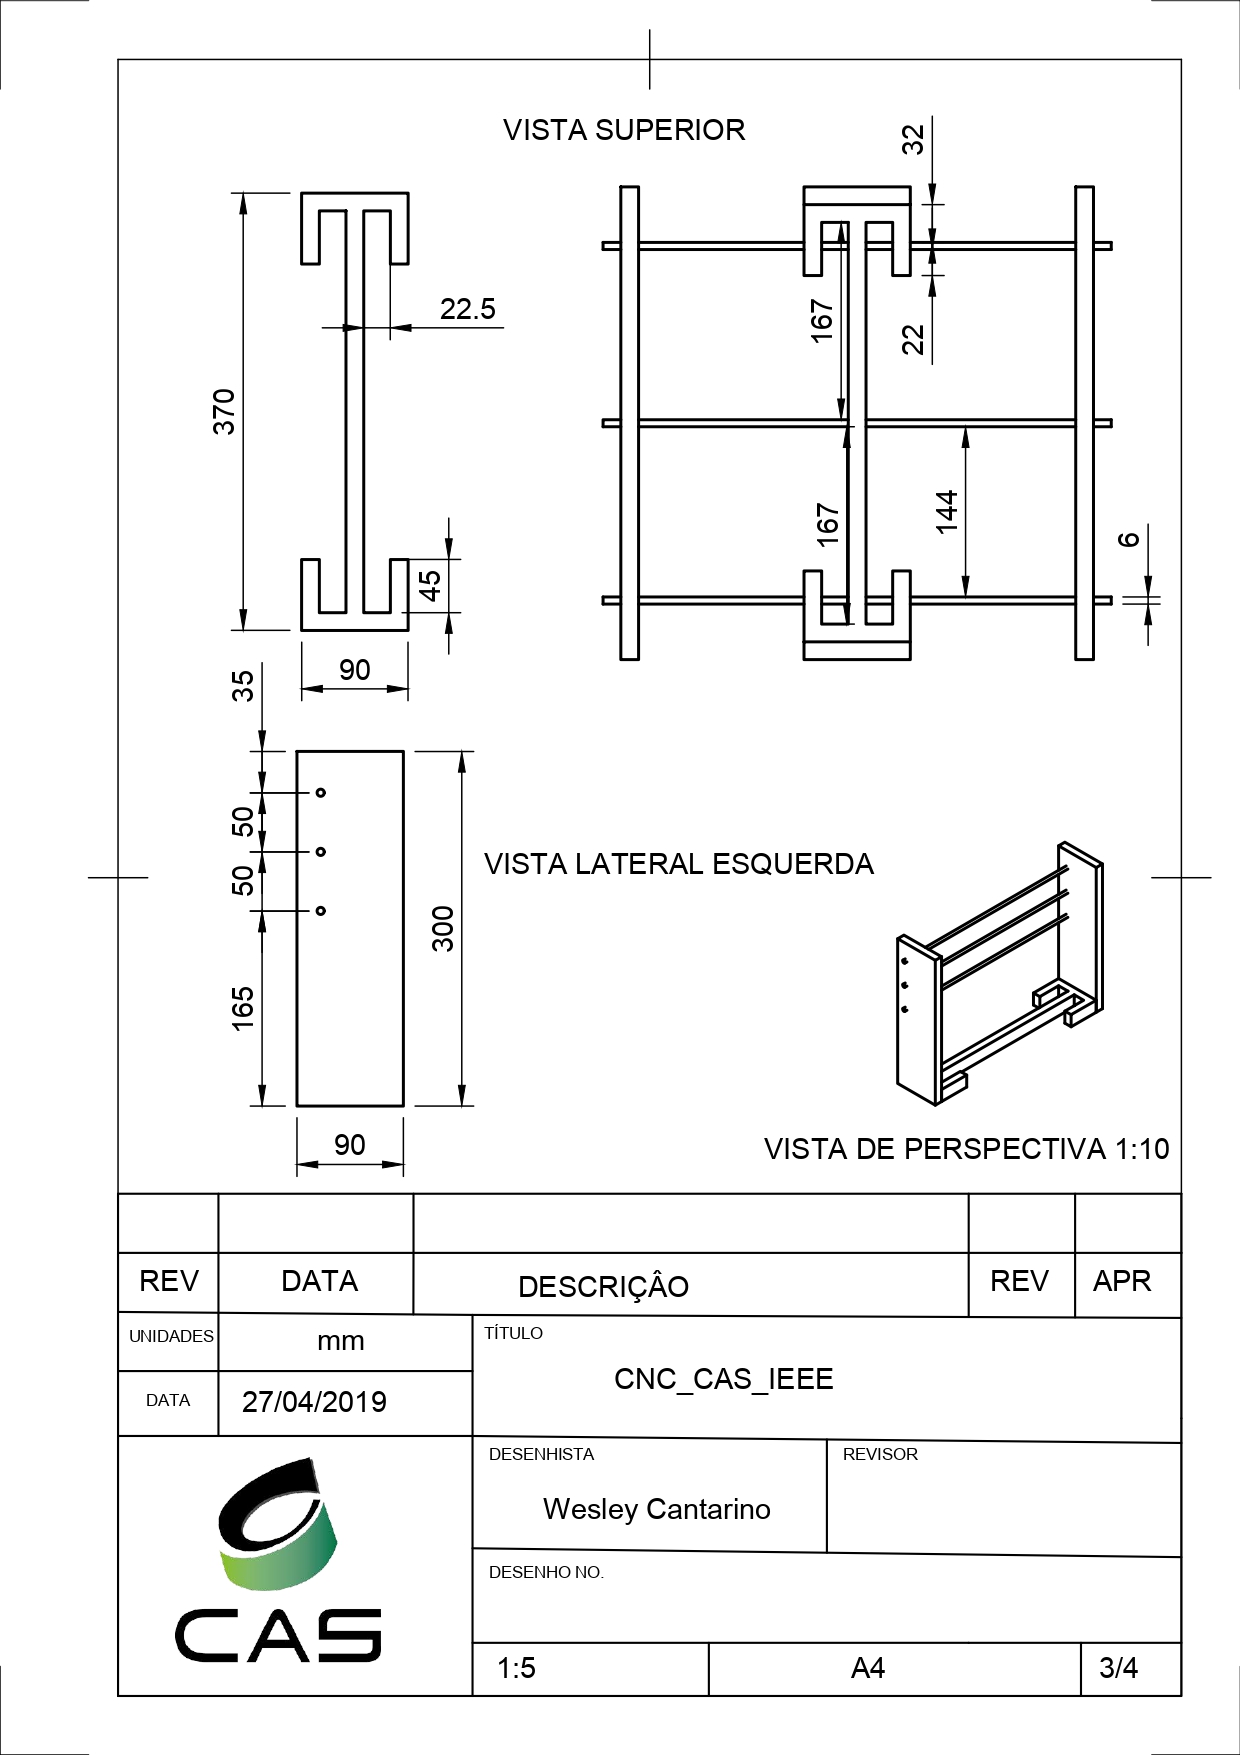 VISTA SUPERIOR
32
22.5
167
22
370
167
144
6
45
90
35
50
50
300
165
90
VISTA LATERAL ESQUERDA
VISTA DE PERSPECTIVA 1:10
REV DATA DESCRIÇÂO REV APR
UNIDADES mm
TÍTULO
CNC_CAS_IEEE
DATA 27/04/2019
DESENHISTA
Wesley Cantarino
REVISOR
DESENHO NO.
CAS
1:5 A4 3/4